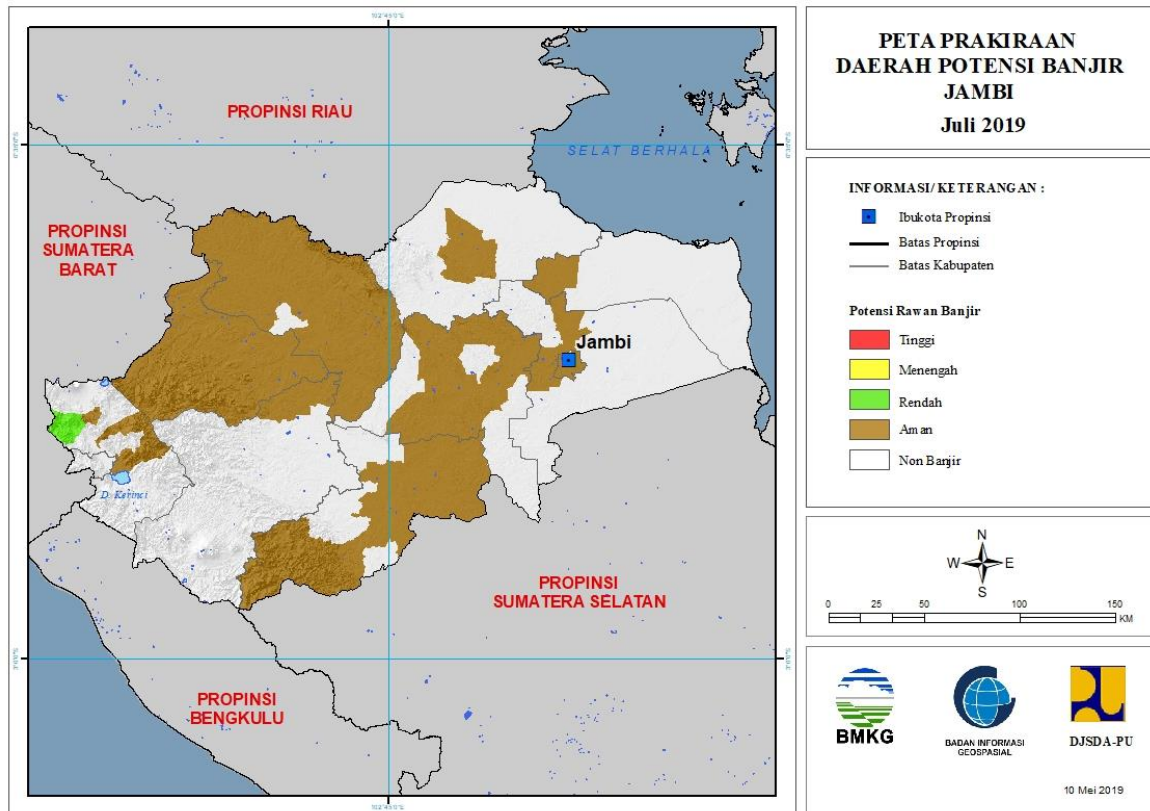 PETA PRAKIRAAN
DAERAH POTENSI BANJIR
JAMBI
Juli 2019
PROPINSI RIAU
SELAT BERHALA
PROPINSI
SUMATERA
BARAT
Jambi
D. Kerinci
PROPINSI
SUMATERA SELATAN
PROPINSI
BENGKULU
INFORMASI/ KETERANGAN :
Ibukota Propinsi
Batas Propinsi
Batas Kabupaten
Potensi Rawan Banjir
Tinggi
Menengah
Rendah
Aman
Non Banjir
N
W E
S
0 25 50 100 150
KM
BMKG
BADAN INFORMASI
GEOSPASIAL
DJSDA-PU
10 Mei 2019